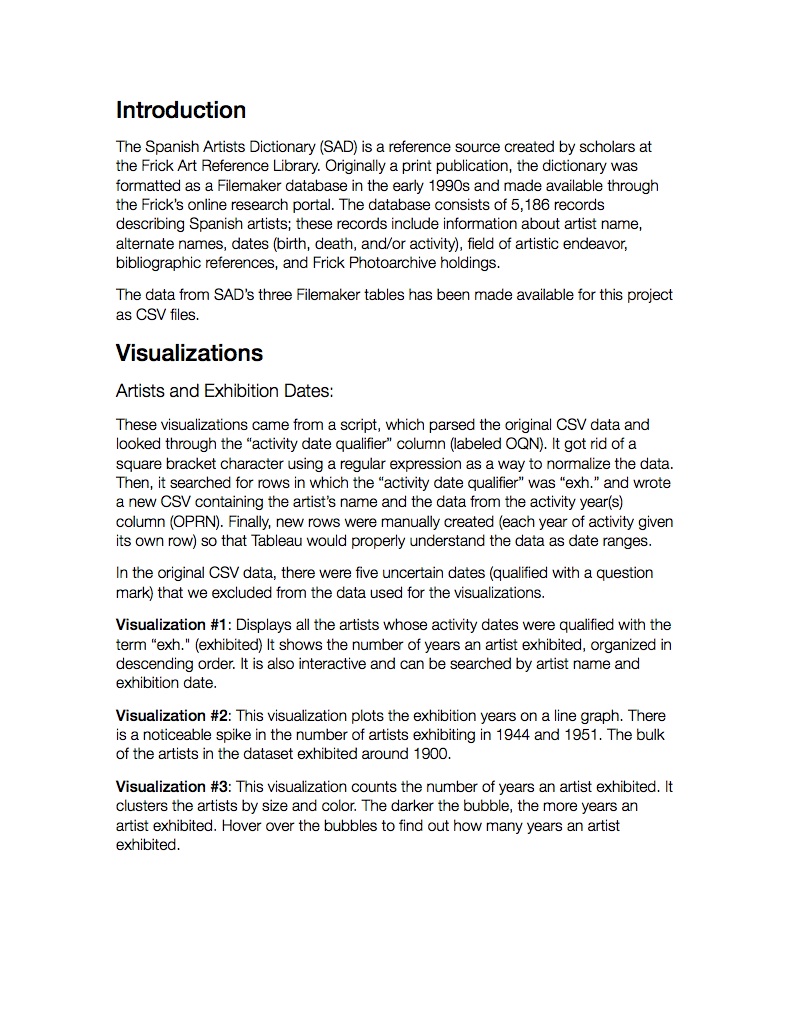 Introduction
The Spanish Artists Dictionary (SAD) is a reference source created by scholars at
the Frick Art Reference Library. Originally a print publication, the dictionary was
formatted as a Filemaker database in the early 1990s and made available through
the Frick’s online research portal. The database consists of 5,186 records
describing Spanish artists; these records include information about artist name,
alternate names, dates (birth, death, and/or activity), field of artistic endeavor,
bibliographic references, and Frick Photoarchive holdings.
The data from SAD’s three Filemaker tables has been made available for this project
as CSV files.
Visualizations
Artists and Exhibition Dates:
These visualizations came from a script, which parsed the original CSV data and
looked through the “activity date qualifier” column (labeled OQN). It got rid of a
square bracket character using a regular expression as a way to normalize the data.
Then, it searched for rows in which the “activity date qualifier” was “exh.” and wrote
a new CSV containing the artist’s name and the data from the activity year(s)
column (OPRN). Finally, new rows were manually created (each year of activity given
its own row) so that Tableau would properly understand the data as date ranges.
In the original CSV data, there were five uncertain dates (qualified with a question
mark) that we excluded from the data used for the visualizations.
Visualization #1: Displays all the artists whose activity dates were qualified with the
term “exh." (exhibited) It shows the number of years an artist exhibited, organized in
descending order. It is also interactive and can be searched by artist name and
exhibition date.
Visualization #2: This visualization plots the exhibition years on a line graph. There
is a noticeable spike in the number of artists exhibiting in 1944 and 1951. The bulk
of the artists in the dataset exhibited around 1900.
Visualization #3: This visualization counts the number of years an artist exhibited. It
clusters the artists by size and color. The darker the bubble, the more years an
artist exhibited. Hover over the bubbles to find out how many years an artist
exhibited.